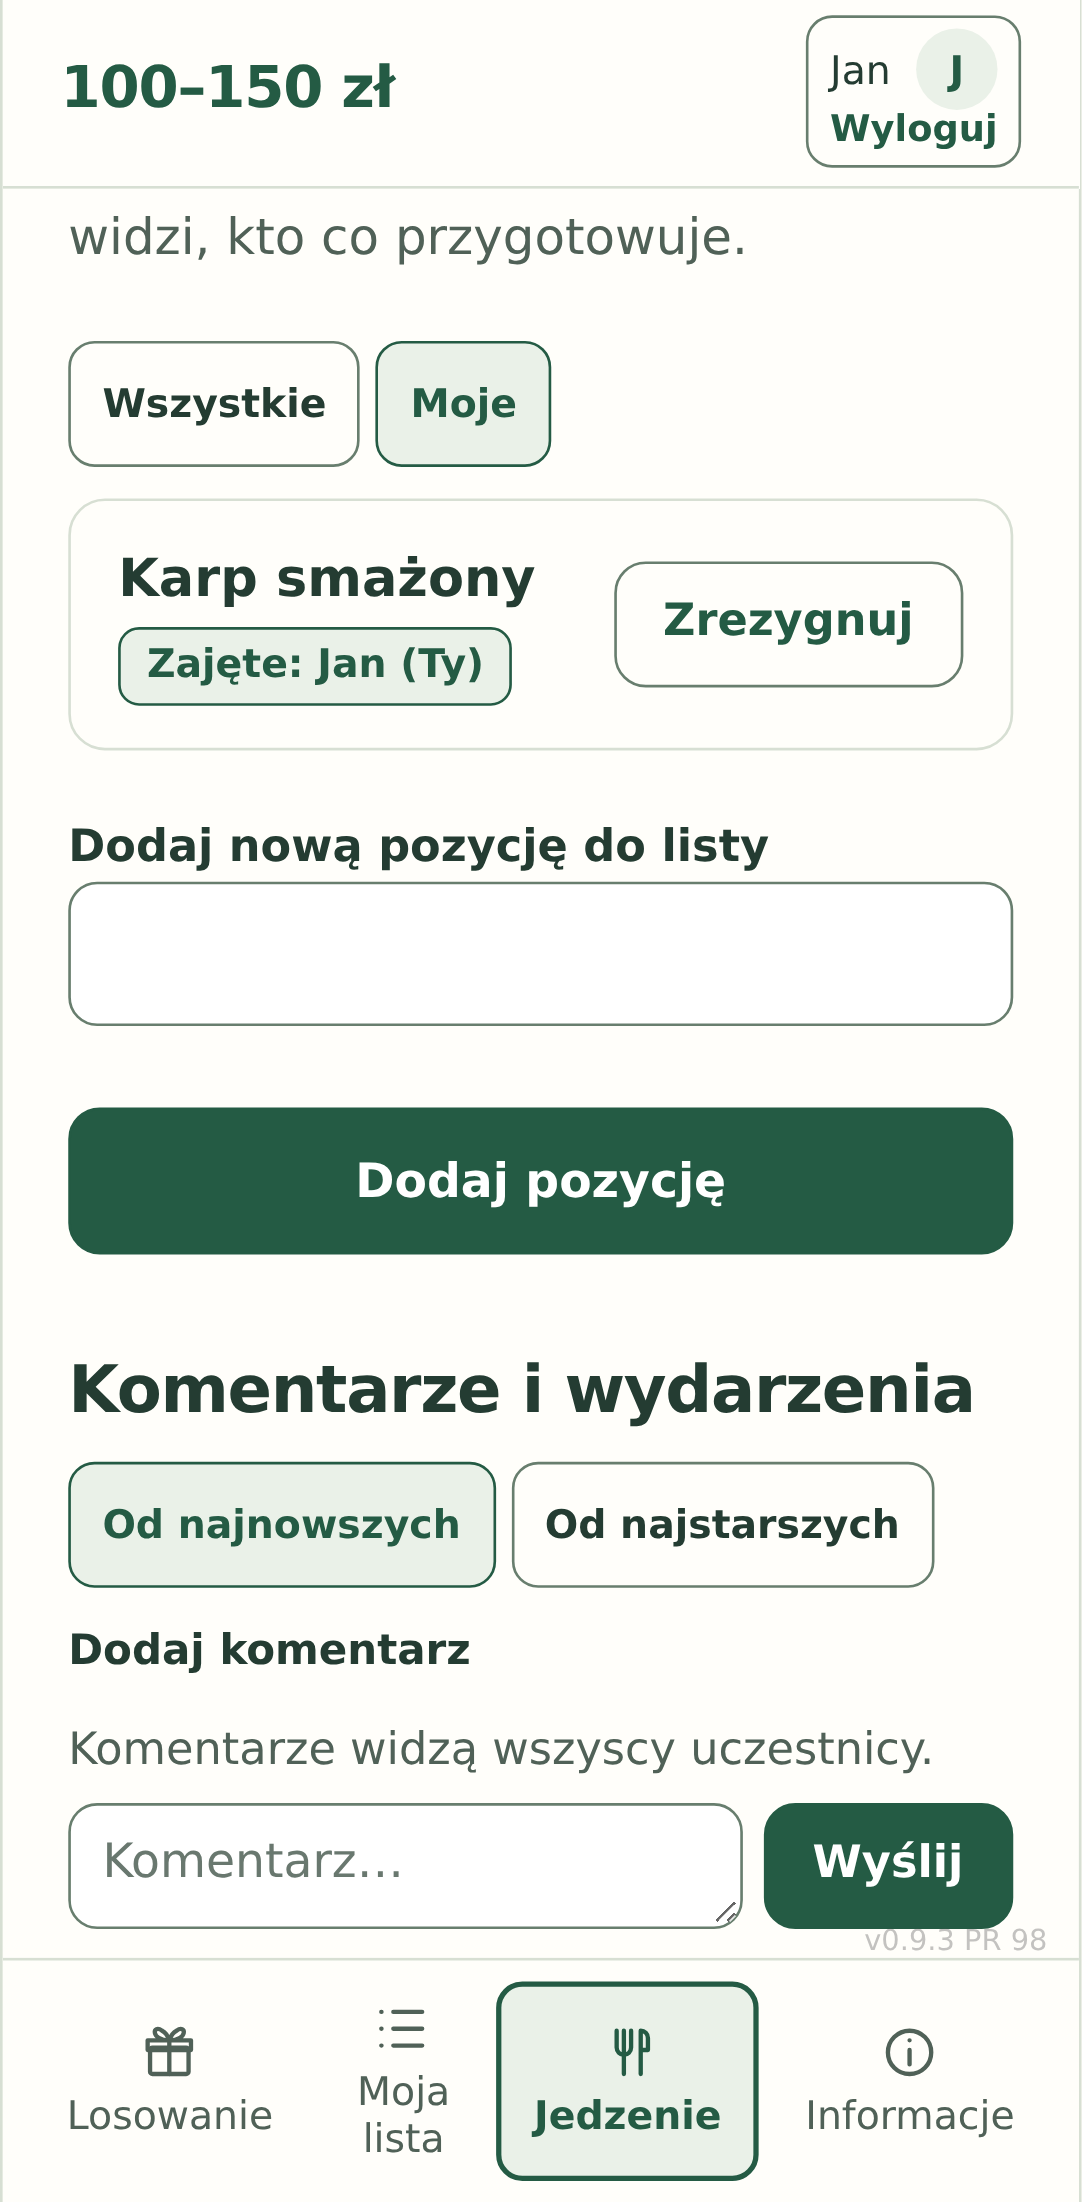 100–150 zł
Jan J
Wyloguj
widzi, kto co przygotowuje.
Wszystkie Moje
Karp smażony
Zajęte: Jan (Ty)
Zrezygnuj
Dodaj nową pozycję do listy
Dodaj pozycję
Komentarze i wydarzenia
Od najnowszych Od najstarszych
Dodaj komentarz
Komentarze widzą wszyscy uczestnicy.
Komentarz...
Wyślij
v0.9.3 PR 98
Losowanie
Moja
lista
Jedzenie
Informacje